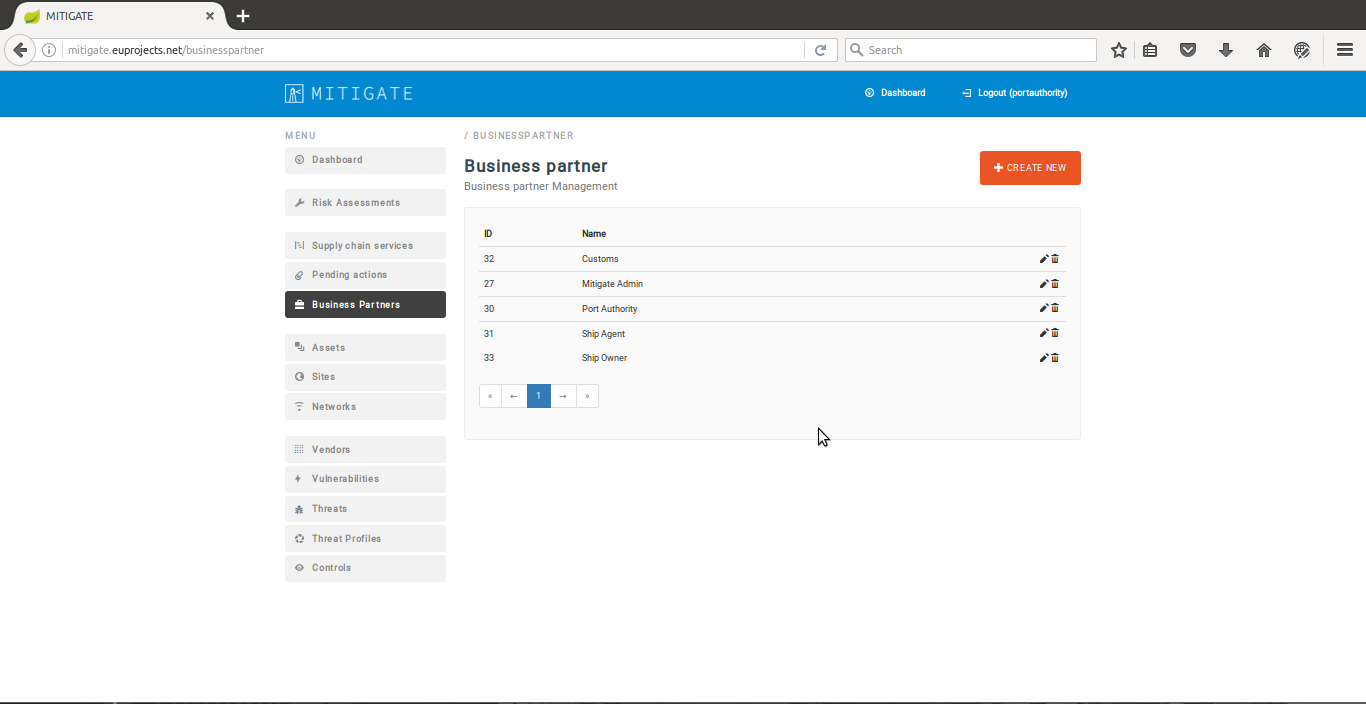 MITIGATE
mitigate.euprojects.net/businesspartner
Search
MITIGATE
Dashboard
Logout (portauthority)
MENU
Dashboard
Risk Assessments
Supply chain services
Pending actions
Business Partners
Assets
Sites
Networks
Vendors
Vulnerabilities
Threats
Threat Profiles
Controls
/ BUSINESSPARTNER
Business partner
Business partner Management
CREATE NEW
ID Name
32 Customs
27 Mitigate Admin
30 Port Authority
31 Ship Agent
33 Ship Owner
« ← 1 → »